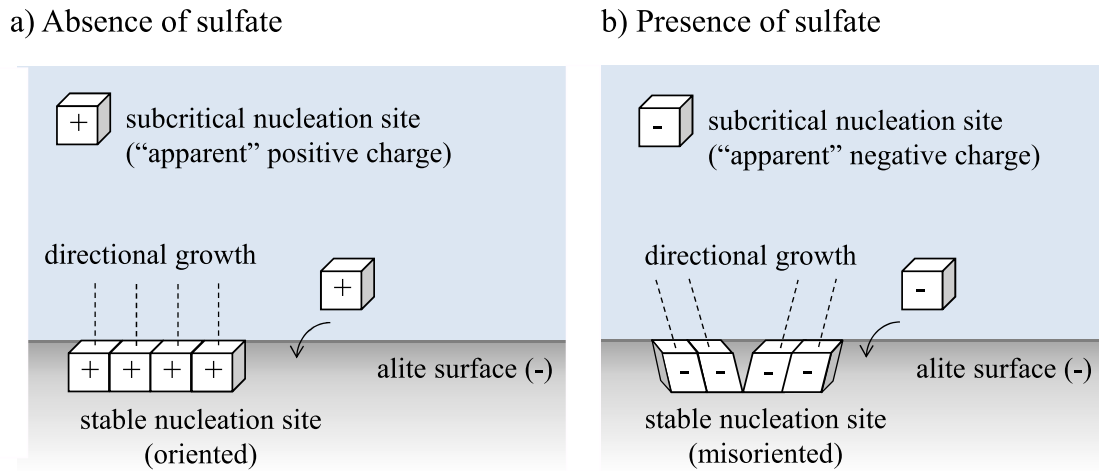 a) Absence of sulfate
+
subcritical nucleation site
(“apparent” positive charge)
directional growth
+
+ + + +
alite surface (-)
stable nucleation site
(oriented)
b) Presence of sulfate
-
subcritical nucleation site
(“apparent” negative charge)
directional growth
-
- - - -
alite surface (-)
stable nucleation site
(misoriented)